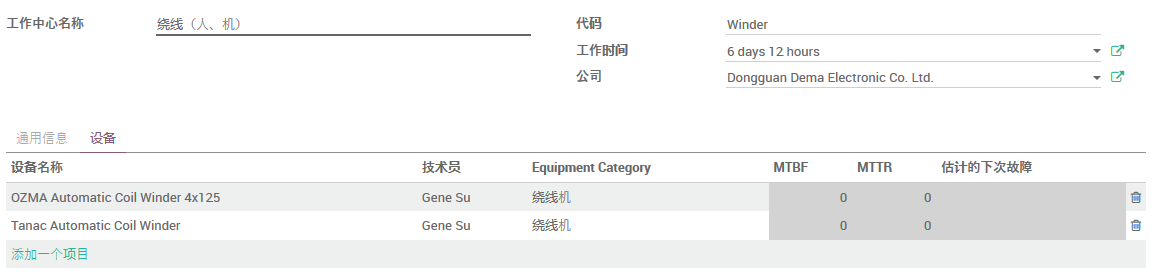 工作中心名称 绕线（人、机） 代码 Winder
工作时间 6 days 12 hours
公司 Dongguan Dema Electronic Co. Ltd.
通用信息 设备
设备名称 技术员 Equipment Category MTBF MTTR 估计的下次故障
OZMA Automatic Coil Winder 4x125 Gene Su 绕线机 0 0
Tanac Automatic Coil Winder Gene Su 绕线机 0 0
添加一个项目